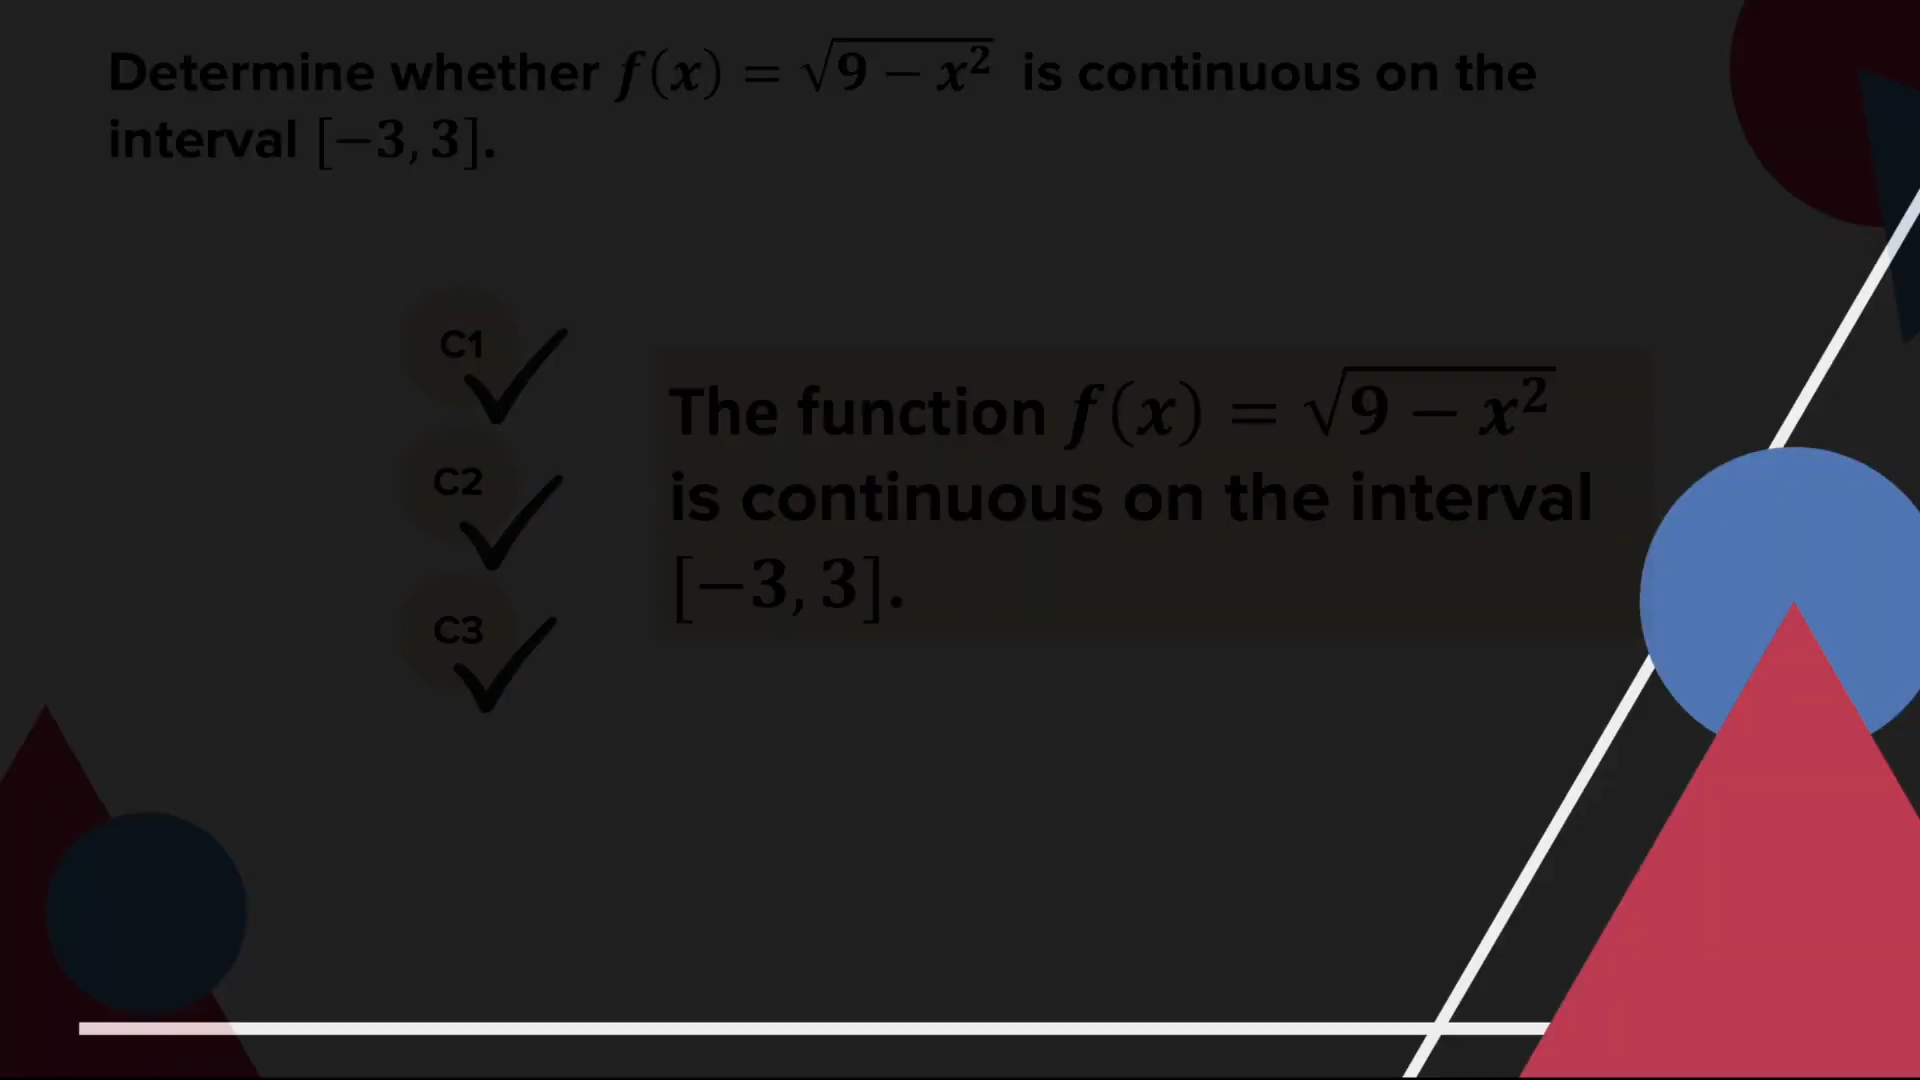 Determine whether f(x) = √(9 − x²) is continuous on the
interval [−3, 3].
C1
The function f(x) = √(9 − x²)
C2
is continuous on the interval
[−3, 3].
C3